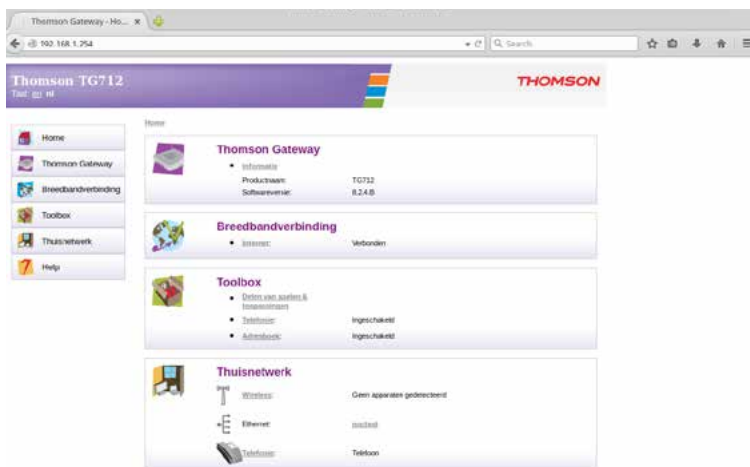 Thomson Gateway - Ho...
192.168.1.254
Search
Thomson TG712
Taal: en nl
THOMSON
Home
Thomson Gateway
Breedbandverbinding
Toolbox
Thuisnetwerk
Help
Home
Thomson Gateway
Informatie
Productnaam: TG712
Softwareversie: 8.2.4.B
Breedbandverbinding
Internet: Verbonden
Toolbox
Delen van spelen &
toepassingen
Telefonie: Ingeschakeld
Adresboek: Ingeschakeld
Thuisnetwerk
Wireless: Geen apparaten gedetecteerd
Ethernet:
Telefonie: Telefoon